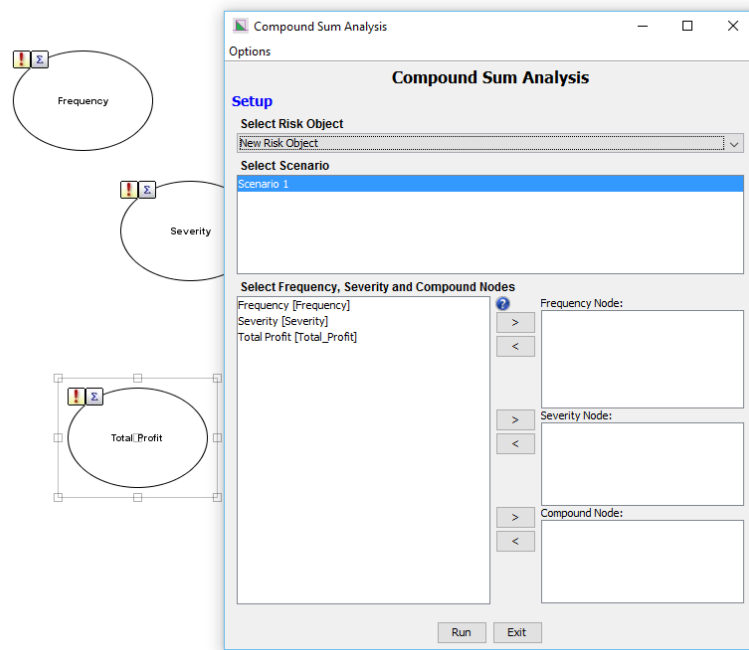 Compound Sum Analysis
Options
Compound Sum Analysis
Setup
Select Risk Object
New Risk Object
Select Scenario
Scenario 1
Select Frequency, Severity and Compound Nodes
Frequency [Frequency]
Severity [Severity]
Total Profit [Total_Profit]
?
>
<
Frequency Node:
>
<
Severity Node:
>
<
Compound Node:
Run
Exit
! Σ
Frequency
! Σ
Severity
! Σ
Total Profit